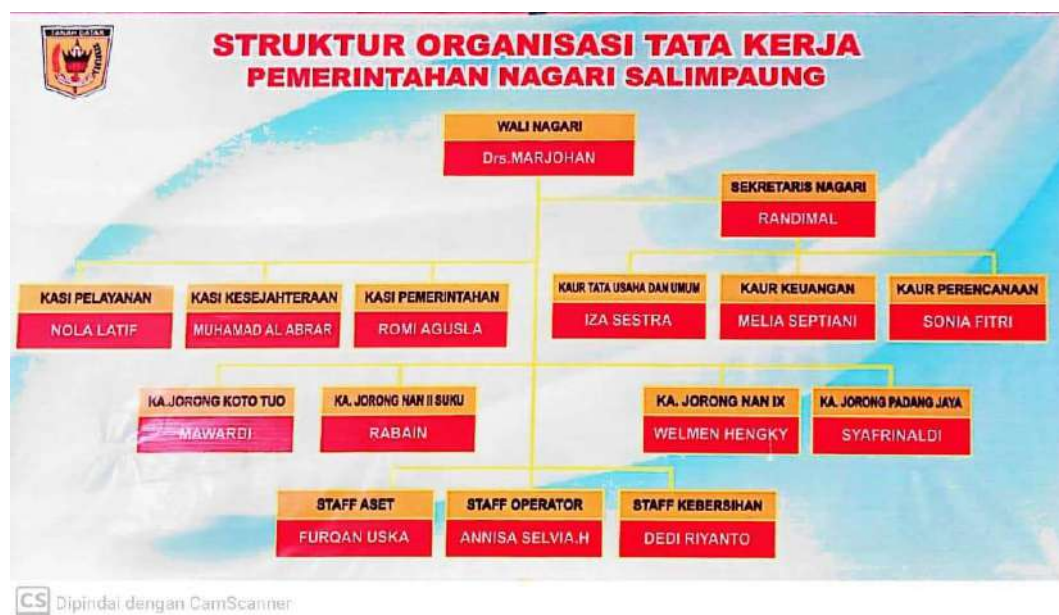 TANAH DATAR
STRUKTUR ORGANISASI TATA KERJA
PEMERINTAHAN NAGARI SALIMPAUNG
WALI NAGARI
Drs.MARJOHAN
SEKRETARIS NAGARI
RANDIMAL
KASI PELAYANAN
NOLA LATIF
KASI KESEJAHTERAAN
MUHAMAD AL ABRAR
KASI PEMERINTAHAN
ROMI AGUSLA
KAUR TATA USAHA DAN UMUM
IZA SESTRA
KAUR KEUANGAN
MELIA SEPTIANI
KAUR PERENCANAAN
SONIA FITRI
KA.JORONG KOTO TUO
MAWARDI
KA. JORONG NAN II SUKU
RABAIN
KA. JORONG NAN IX
WELMEN HENGKY
KA. JORONG PADANG JAYA
SYAFRINALDI
STAFF ASET
FURQAN USKA
STAFF OPERATOR
ANNISA SELVIA.H
STAFF KEBERSIHAN
DEDI RIYANTO
CS Dipindai dengan CamScanner